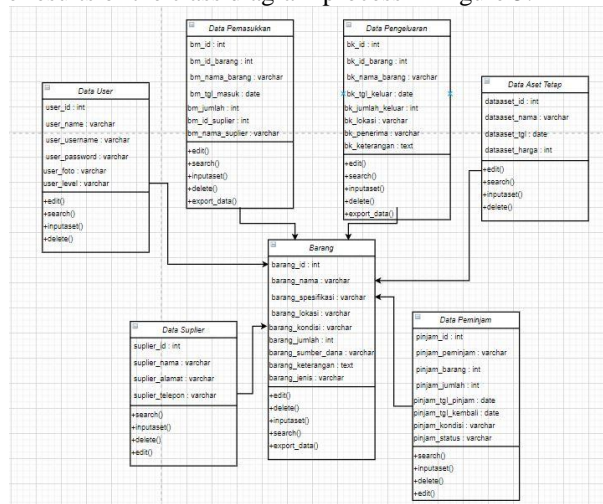 the class diagram process in Figure
Data Pemasukkan
bm_id : int
bm_id_barang : int
bm_nama_barang : varchar
bm_tgl_masuk : date
bm_jumlah : int
bm_id_suplier : int
bm_nama_suplier : varchar
+edit()
+search()
+inputaset()
+delete()
+export_data()
Data Pengeluaran
bk_id : int
bk_id_barang : int
bk_nama_barang : varchar
bk_tgl_keluar : date
bk_jumlah_keluar : int
bk_lokasi : varchar
bk_penerima : varchar
bk_keterangan : text
+edit()
+search()
+inputaset()
+delete()
+export_data()
Data User
user_id : int
user_name : varchar
user_username : varchar
user_password : varchar
user_foto : varchar
user_level : varchar
+edit()
+search()
+inputaset()
+delete()
Data Aset Tetap
dataaset_id : int
dataaset_nama : varchar
dataaset_tgl : date
dataaset_harga : int
+edit()
+search()
+inputaset()
+delete()
Barang
barang_id : int
barang_nama : varchar
barang_spesifikasi : varchar
barang_lokasi : varchar
barang_kondisi : varchar
barang_jumlah : int
barang_sumber_dana : varchar
barang_keterangan : text
barang_jenis : varchar
+edit()
+delete()
+inputaset()
+search()
+export_data()
Data Suplier
suplier_id : int
suplier_nama : varchar
suplier_alamat : varchar
suplier_telepon : varchar
+search()
+inputaset()
+delete()
+edit()
Data Peminjam
pinjam_id : int
pinjam_peminjam : varchar
pinjam_barang : int
pinjam_jumlah : int
pinjam_tgl_pinjam : date
pinjam_tgl_kembali : date
pinjam_kondisi : varchar
pinjam_status : varchar
+search()
+inputaset()
+delete()
+edit()